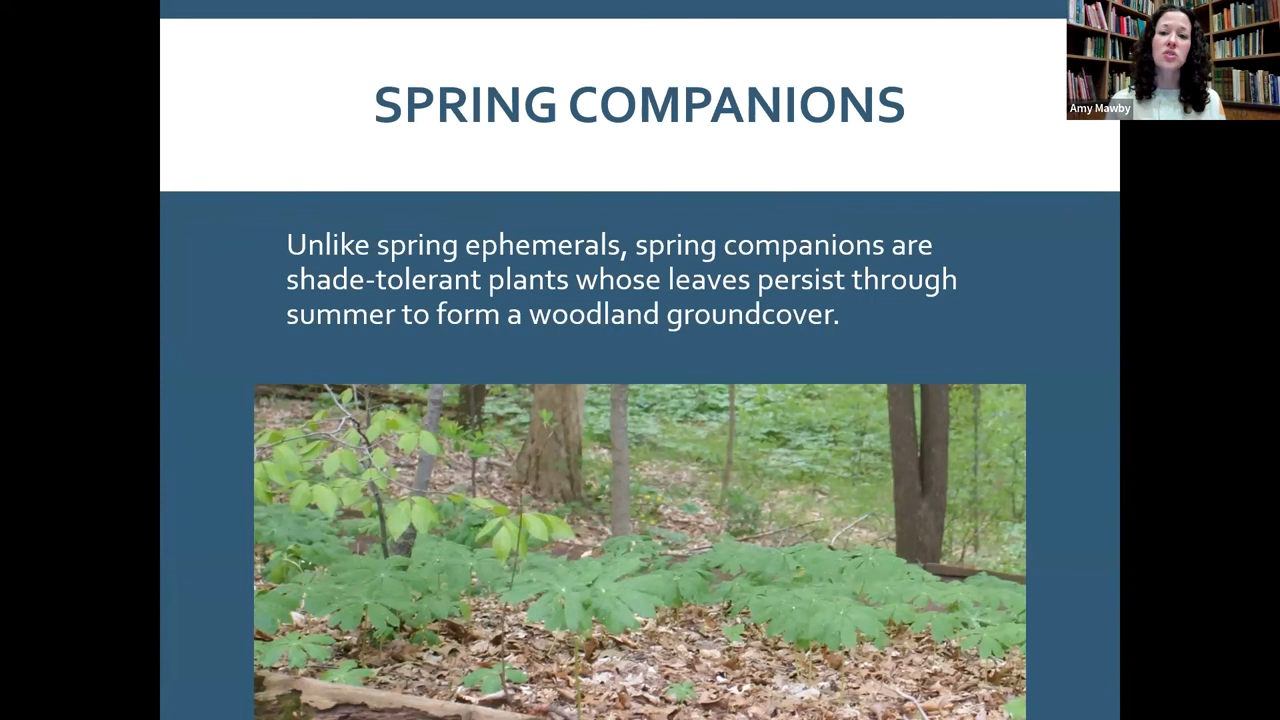 SPRING COMPANIONS
Amy Mawby
Unlike spring ephemerals, spring companions are
shade-tolerant plants whose leaves persist through
summer to form a woodland groundcover.